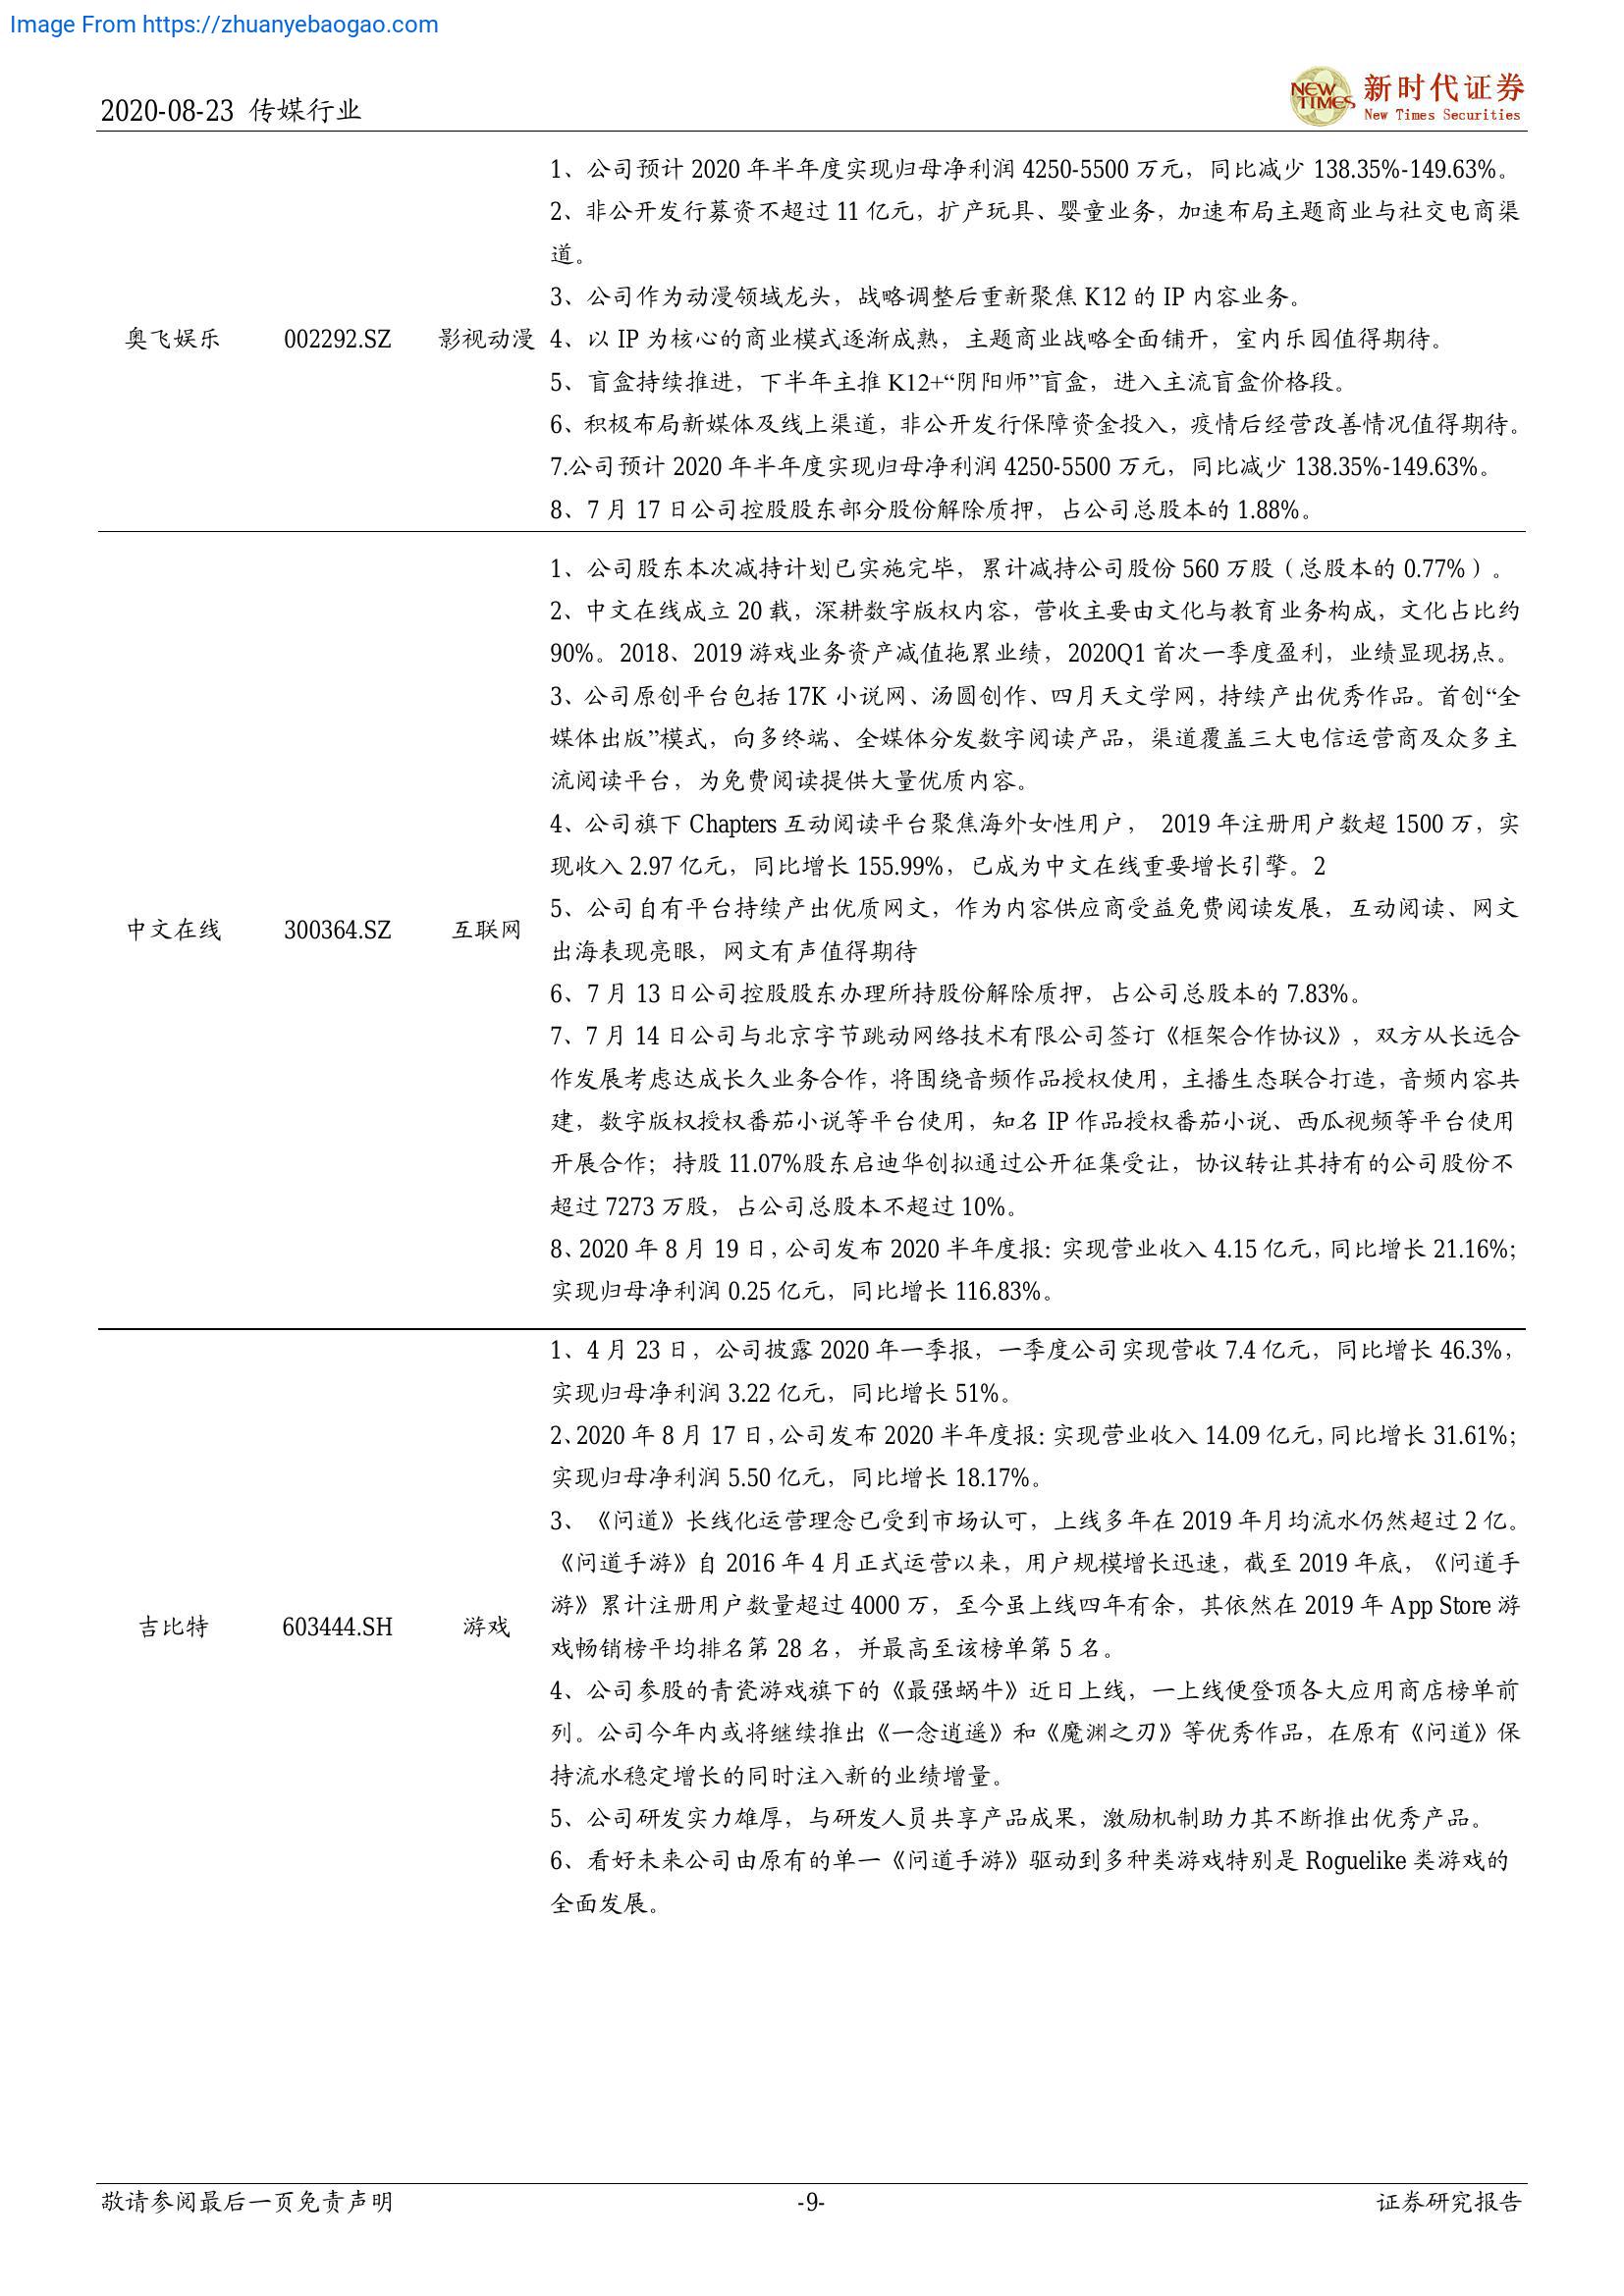 Image From https://zhuanyebaogao.com
2020-08-23 传媒行业
NEW TIMES
新时代证券
New Times Securities
1、公司预计 2020 年半年度实现归母净利润 4250-5500 万元，同比减少 138.35%-149.63%。
2、非公开发行募资不超过 11 亿元，扩产玩具、婴童业务，加速布局主题商业与社交电商渠
道。
3、公司作为动漫领域龙头，战略调整后重新聚焦 K12 的 IP 内容业务。
奥飞娱乐 002292.SZ 影视动漫 4、以 IP 为核心的商业模式逐渐成熟，主题商业战略全面铺开，室内乐园值得期待。
5、盲盒持续推进，下半年主推 K12+“阴阳师”盲盒，进入主流盲盒价格段。
6、积极布局新媒体及线上渠道，非公开发行保障资金投入，疫情后经营改善情况值得期待。
7.公司预计 2020 年半年度实现归母净利润 4250-5500 万元，同比减少 138.35%-149.63%。
8、7 月 17 日公司控股股东部分股份解除质押，占公司总股本的 1.88%。
1、公司股东本次减持计划已实施完毕，累计减持公司股份 560 万股（总股本的 0.77%）。
2、中文在线成立 20 载，深耕数字版权内容，营收主要由文化与教育业务构成，文化占比约
90%。2018、2019 游戏业务资产减值拖累业绩，2020Q1 首次一季度盈利，业绩显现拐点。
3、公司原创平台包括 17K 小说网、汤圆创作、四月天文学网，持续产出优秀作品。首创“全
媒体出版”模式，向多终端、全媒体分发数字阅读产品，渠道覆盖三大电信运营商及众多主
流阅读平台，为免费阅读提供大量优质内容。
4、公司旗下 Chapters 互动阅读平台聚焦海外女性用户， 2019 年注册用户数超 1500 万，实
现收入 2.97 亿元，同比增长 155.99%，已成为中文在线重要增长引擎。2
5、公司自有平台持续产出优质网文，作为内容供应商受益免费阅读发展，互动阅读、网文
中文在线 300364.SZ 互联网
出海表现亮眼，网文有声值得期待
6、7 月 13 日公司控股股东办理所持股份解除质押，占公司总股本的 7.83%。
7、7 月 14 日公司与北京字节跳动网络技术有限公司签订《框架合作协议》，双方从长远合
作发展考虑达成长久业务合作，将围绕音频作品授权使用，主播生态联合打造，音频内容共
建，数字版权授权番茄小说等平台使用，知名 IP 作品授权番茄小说、西瓜视频等平台使用
开展合作；持股 11.07%股东启迪华创拟通过公开征集受让，协议转让其持有的公司股份不
超过 7273 万股，占公司总股本不超过 10%。
8、2020 年 8 月 19 日，公司发布 2020 半年度报：实现营业收入 4.15 亿元，同比增长 21.16%；
实现归母净利润 0.25 亿元，同比增长 116.83%。
1、4 月 23 日，公司披露 2020 年一季报，一季度公司实现营收 7.4 亿元，同比增长 46.3%，
实现归母净利润 3.22 亿元，同比增长 51%。
2、2020 年 8 月 17 日，公司发布 2020 半年度报：实现营业收入 14.09 亿元，同比增长 31.61%；
实现归母净利润 5.50 亿元，同比增长 18.17%。
3、《问道》长线化运营理念已受到市场认可，上线多年在 2019 年月均流水仍然超过 2 亿。
《问道手游》自 2016 年 4 月正式运营以来，用户规模增长迅速，截至 2019 年底，《问道手
游》累计注册用户数量超过 4000 万，至今虽上线四年有余，其依然在 2019 年 App Store 游
吉比特 603444.SH 游戏
戏畅销榜平均排名第 28 名，并最高至该榜单第 5 名。
4、公司参股的青瓷游戏旗下的《最强蜗牛》近日上线，一上线便登顶各大应用商店榜单前
列。公司今年内或将继续推出《一念逍遥》和《魔渊之刃》等优秀作品，在原有《问道》保
持流水稳定增长的同时注入新的业绩增量。
5、公司研发实力雄厚，与研发人员共享产品成果，激励机制助力其不断推出优秀产品。
6、看好未来公司由原有的单一《问道手游》驱动到多种类游戏特别是 Roguelike 类游戏的
全面发展。
敬请参阅最后一页免责声明 -9- 证券研究报告